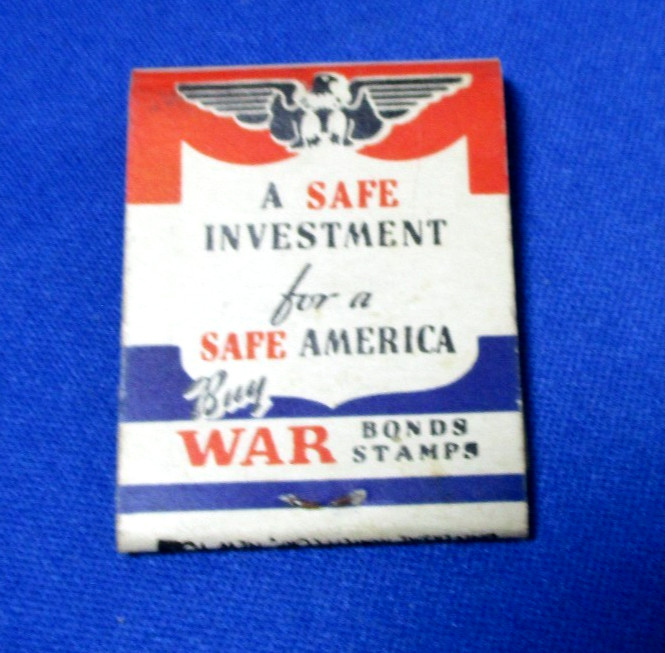 A SAFE
INVESTMENT
for a
SAFE AMERICA
Buy
WAR BONDS
STAMPS